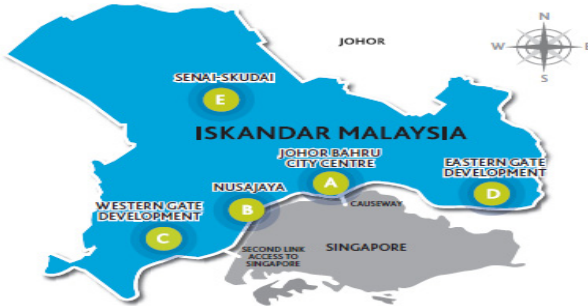 N
JOHOR
W
E
S
SENAI-SKUDAI
E
ISKANDAR MALAYSIA
JOHOR BAHRU
CITY CENTRE
A
EASTERN GATE
DEVELOPMENT
D
NUSAJAYA
B
CAUSEWAY
WESTERN GATE
DEVELOPMENT
C
SECOND LINK
ACCESS TO
SINGAPORE
SINGAPORE